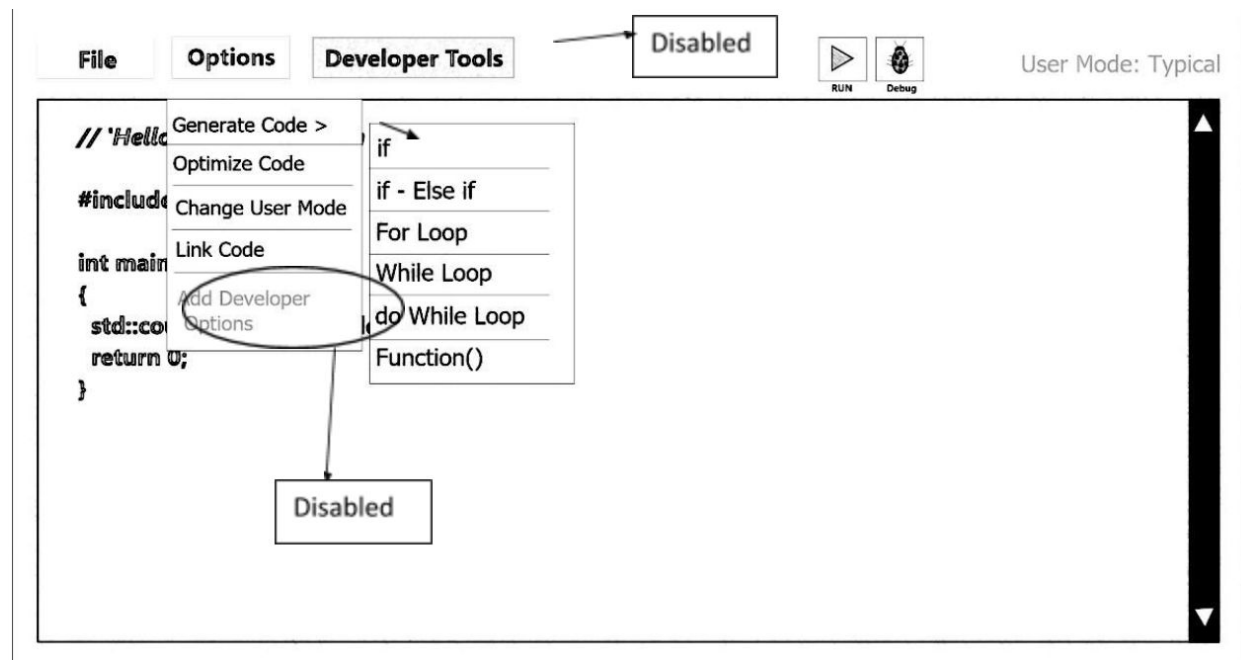 File
Options
Developer Tools
Disabled
RUN
Debug
User Mode: Typical
// 'Hello
#include
int main
{
std::cou
return 0;
}
Generate Code >
Optimize Code
Change User Mode
Link Code
Add Developer
Options
if
if - Else if
For Loop
While Loop
do While Loop
Function()
Disabled